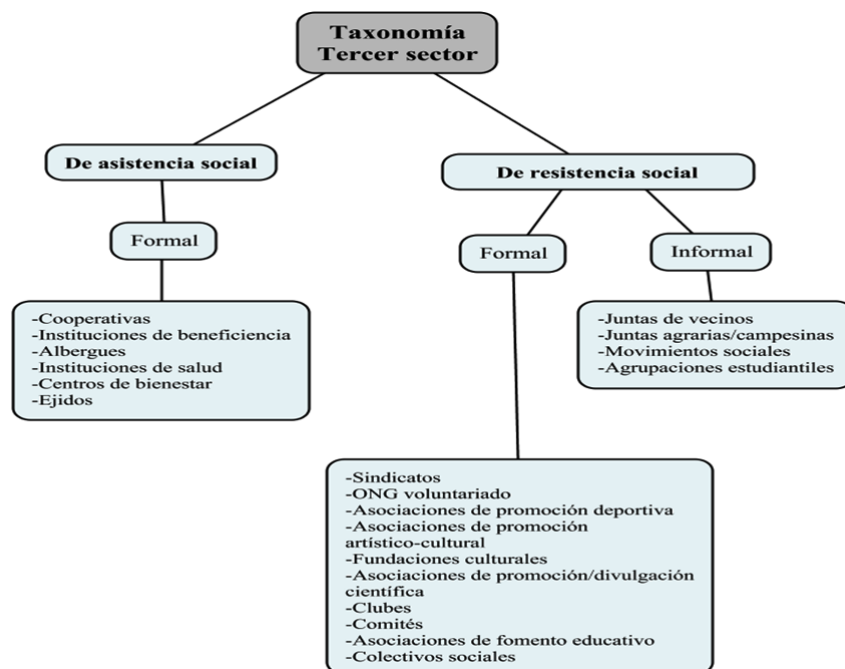 Taxonomía
Tercer sector
De asistencia social
Formal
-Cooperativas
-Instituciones de beneficiencia
-Albergues
-Instituciones de salud
-Centros de bienestar
-Ejidos
De resistencia social
Formal
-Sindicatos
-ONG voluntariado
-Asociaciones de promoción deportiva
-Asociaciones de promoción
artístico-cultural
-Fundaciones culturales
-Asociaciones de promoción/divulgación
científica
-Clubes
-Comités
-Asociaciones de fomento educativo
-Colectivos sociales
Informal
-Juntas de vecinos
-Juntas agrarias/campesinas
-Movimientos sociales
-Agrupaciones estudiantiles